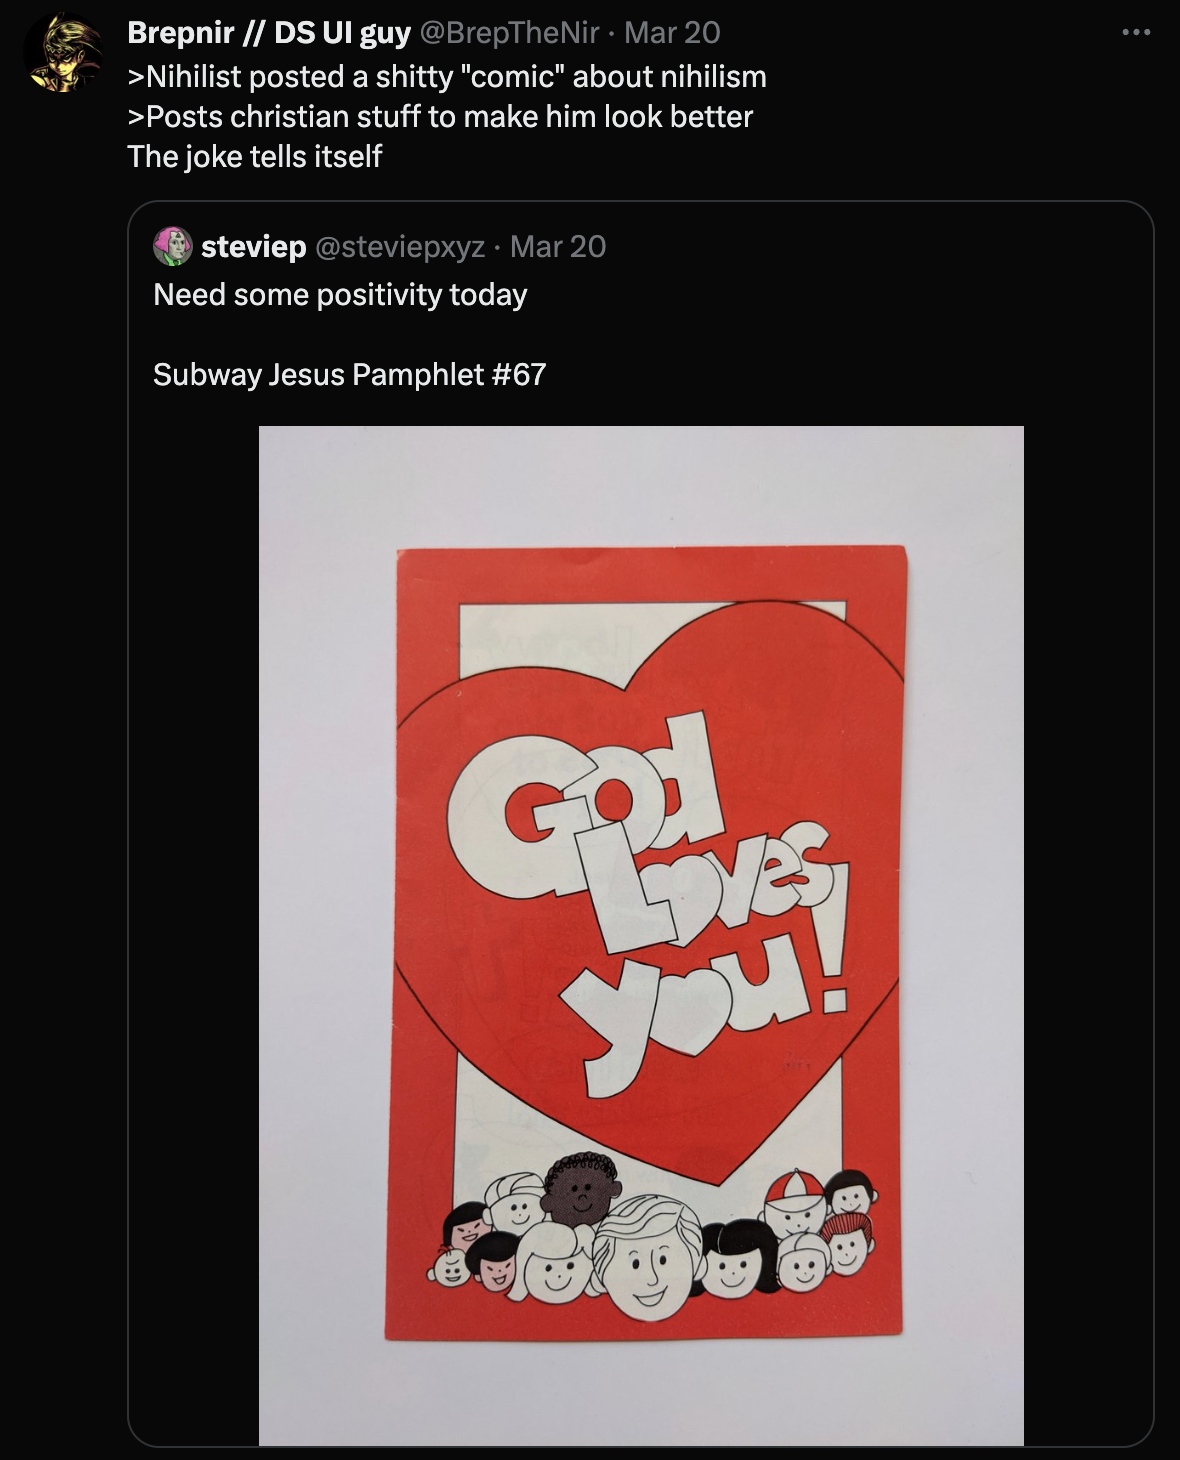 Brepnir // DS UI guy @BrepTheNir · Mar 20
>Nihilist posted a shitty "comic" about nihilism
>Posts christian stuff to make him look better
The joke tells itself
steviep @steviepxyz · Mar 20
Need some positivity today
Subway Jesus Pamphlet #67
God
Loves
you!